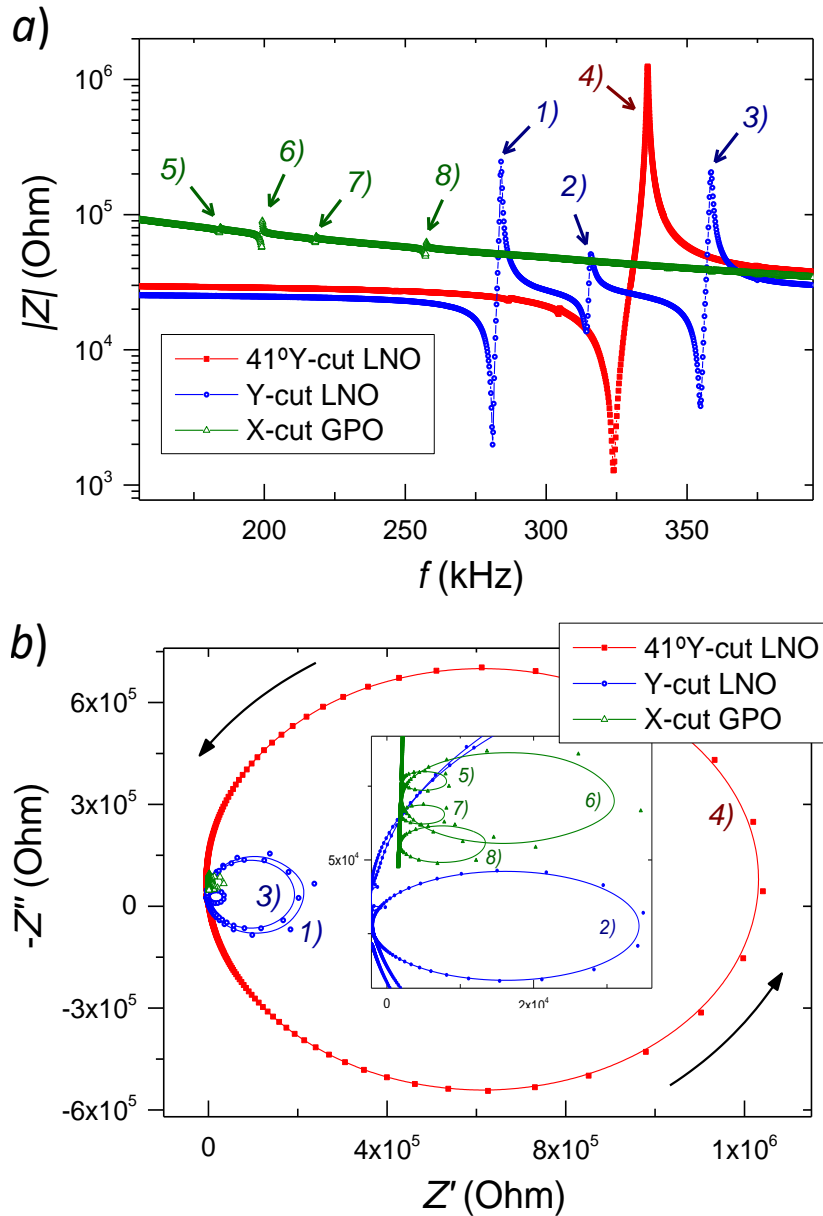 a)
|Z| (Ohm)
10⁶
10⁵
10⁴
10³
1)
2)
3)
4)
5)
6)
7)
8)
41ºY-cut LNO
Y-cut LNO
X-cut GPO
200
250
300
350
f (kHz)
b)
-Z'' (Ohm)
6x10⁵
3x10⁵
0
-3x10⁵
-6x10⁵
41ºY-cut LNO
Y-cut LNO
X-cut GPO
4)
3)
1)
5)
6)
7)
8)
2)
5x10⁴
0
2x10⁴
0
4x10⁵
8x10⁵
1x10⁶
Z' (Ohm)